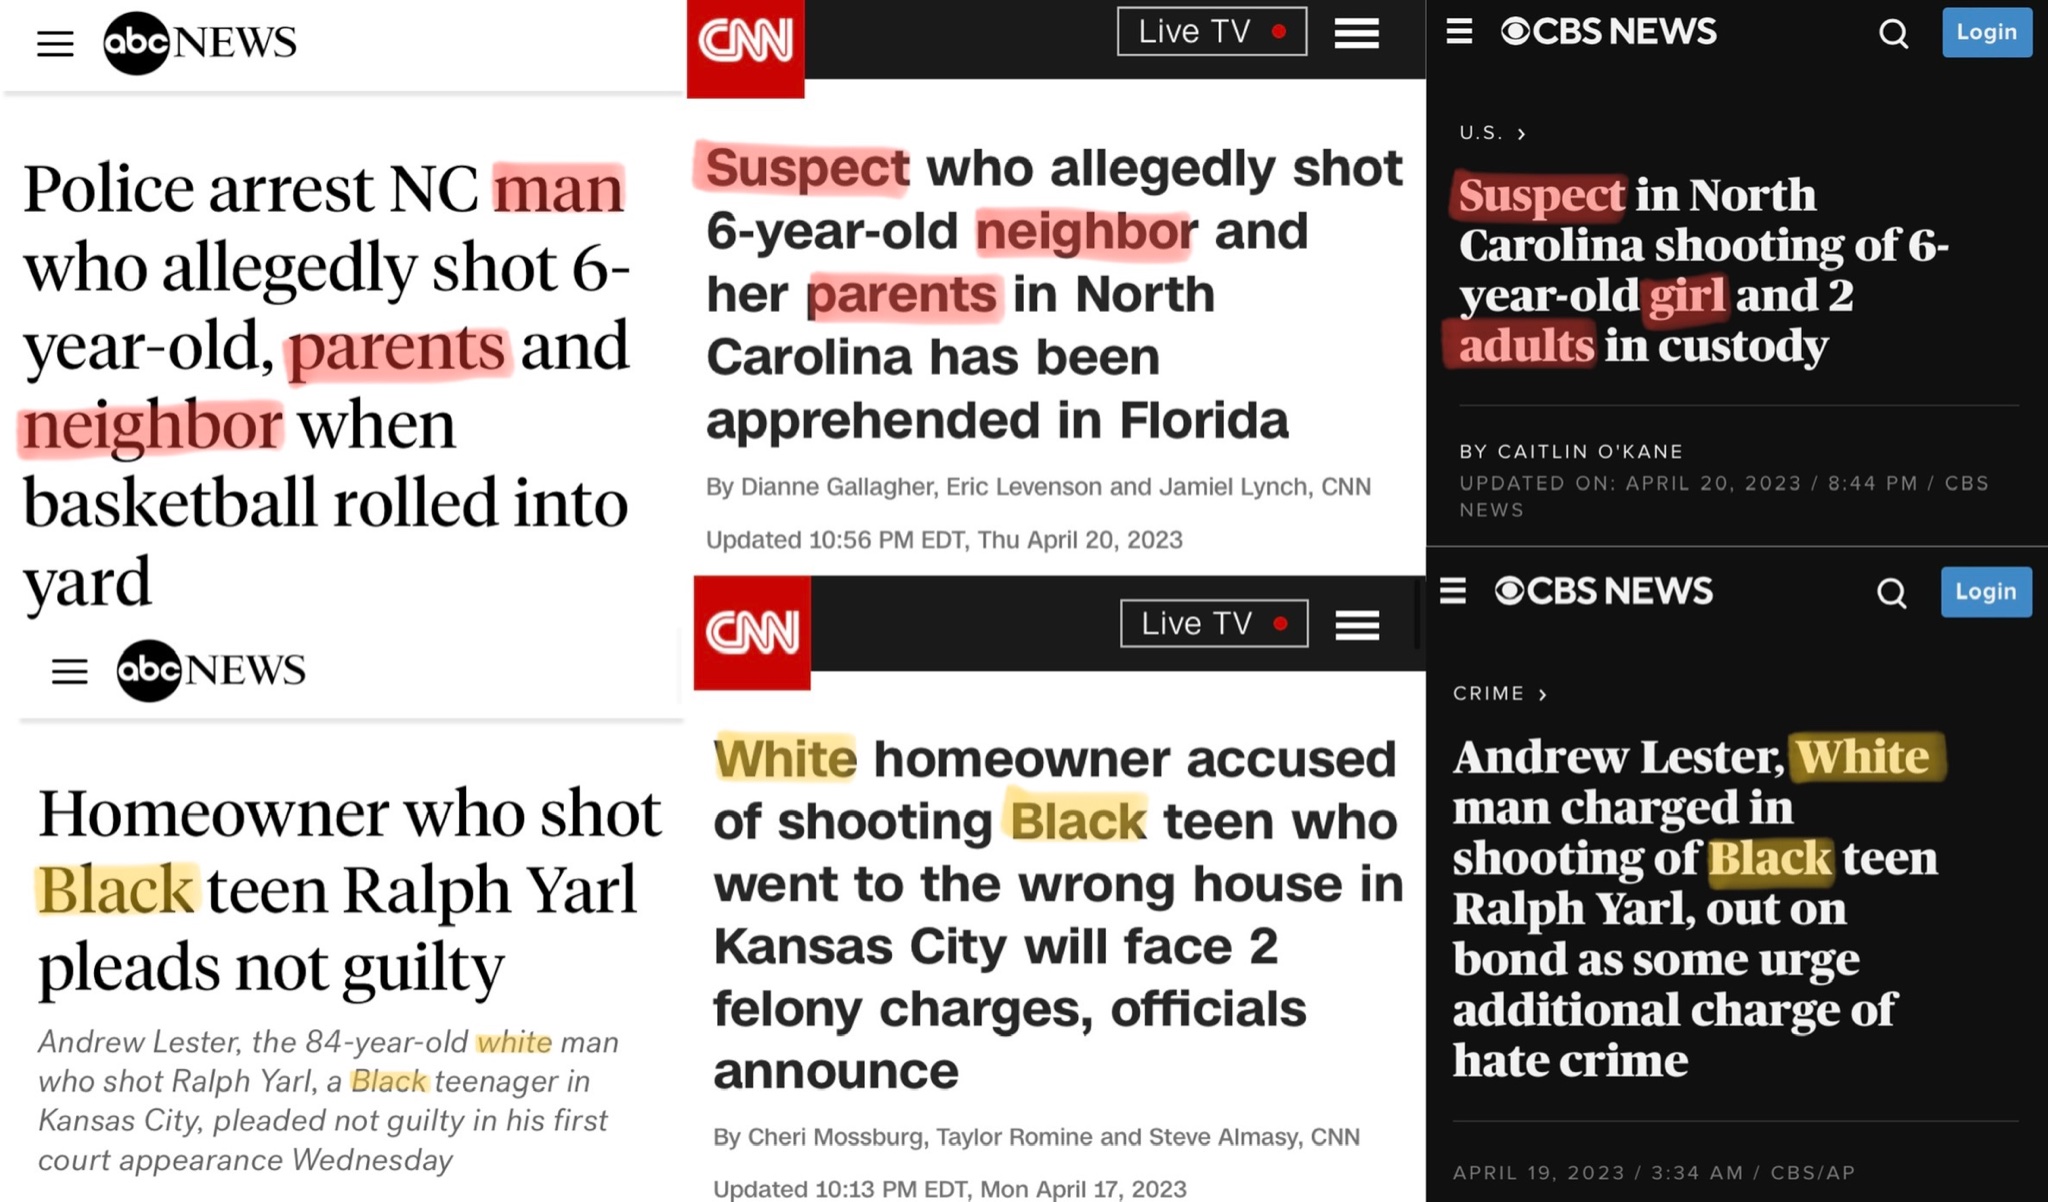 abc NEWS
Police arrest NC man
who allegedly shot 6-
year-old, parents and
neighbor when
basketball rolled into
yard
abc NEWS
Homeowner who shot
Black teen Ralph Yarl
pleads not guilty
Andrew Lester, the 84-year-old white man
who shot Ralph Yarl, a Black teenager in
Kansas City, pleaded not guilty in his first
court appearance Wednesday
CNN
Live TV
Suspect who allegedly shot
6-year-old neighbor and
her parents in North
Carolina has been
apprehended in Florida
By Dianne Gallagher, Eric Levenson and Jamiel Lynch, CNN
Updated 10:56 PM EDT, Thu April 20, 2023
CNN
Live TV
White homeowner accused
of shooting Black teen who
went to the wrong house in
Kansas City will face 2
felony charges, officials
announce
By Cheri Mossburg, Taylor Romine and Steve Almasy, CNN
Updated 10:13 PM EDT, Mon April 17, 2023
CBS NEWS
Login
U.S. >
Suspect in North
Carolina shooting of 6-
year-old girl and 2
adults in custody
BY CAITLIN O'KANE
UPDATED ON: APRIL 20, 2023 / 8:44 PM / CBS
NEWS
CBS NEWS
Login
CRIME >
Andrew Lester, White
man charged in
shooting of Black teen
Ralph Yarl, out on
bond as some urge
additional charge of
hate crime
APRIL 19, 2023 / 3:34 AM / CBS/AP